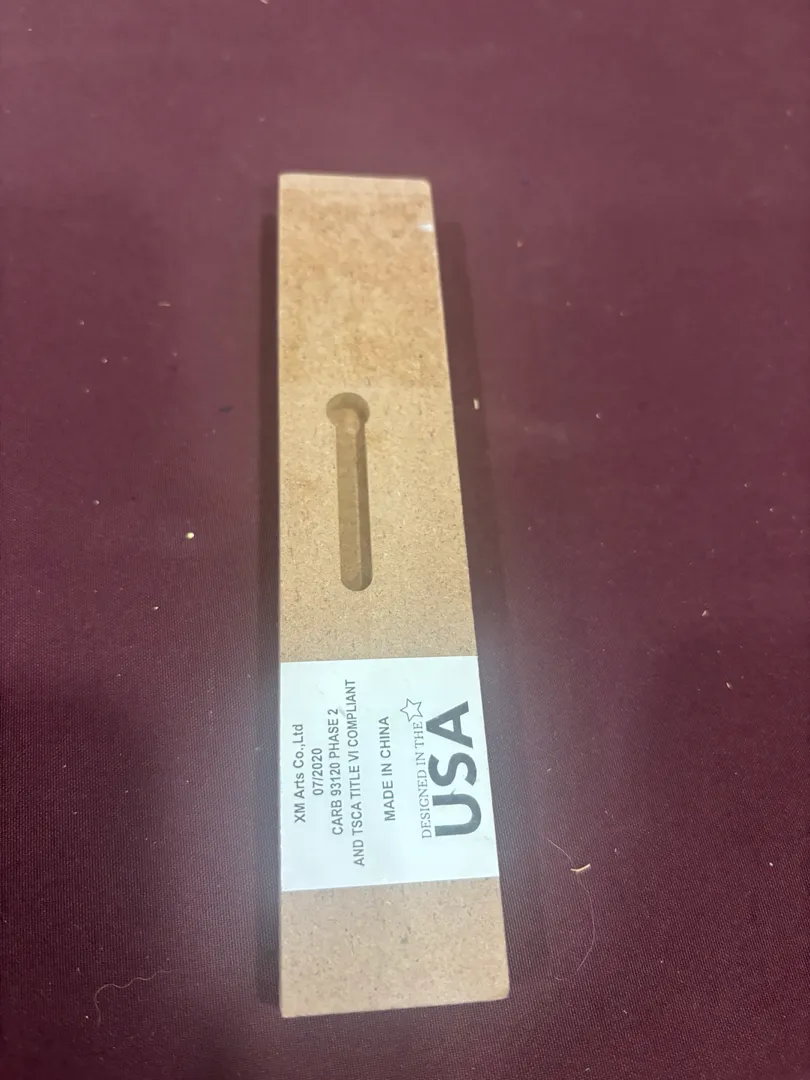 XM Arts Co.,Ltd
07/2020
CARB 93120 PHASE 2
AND TSCA TITLE VI COMPLIANT
MADE IN CHINA
DESIGNED IN THE
USA